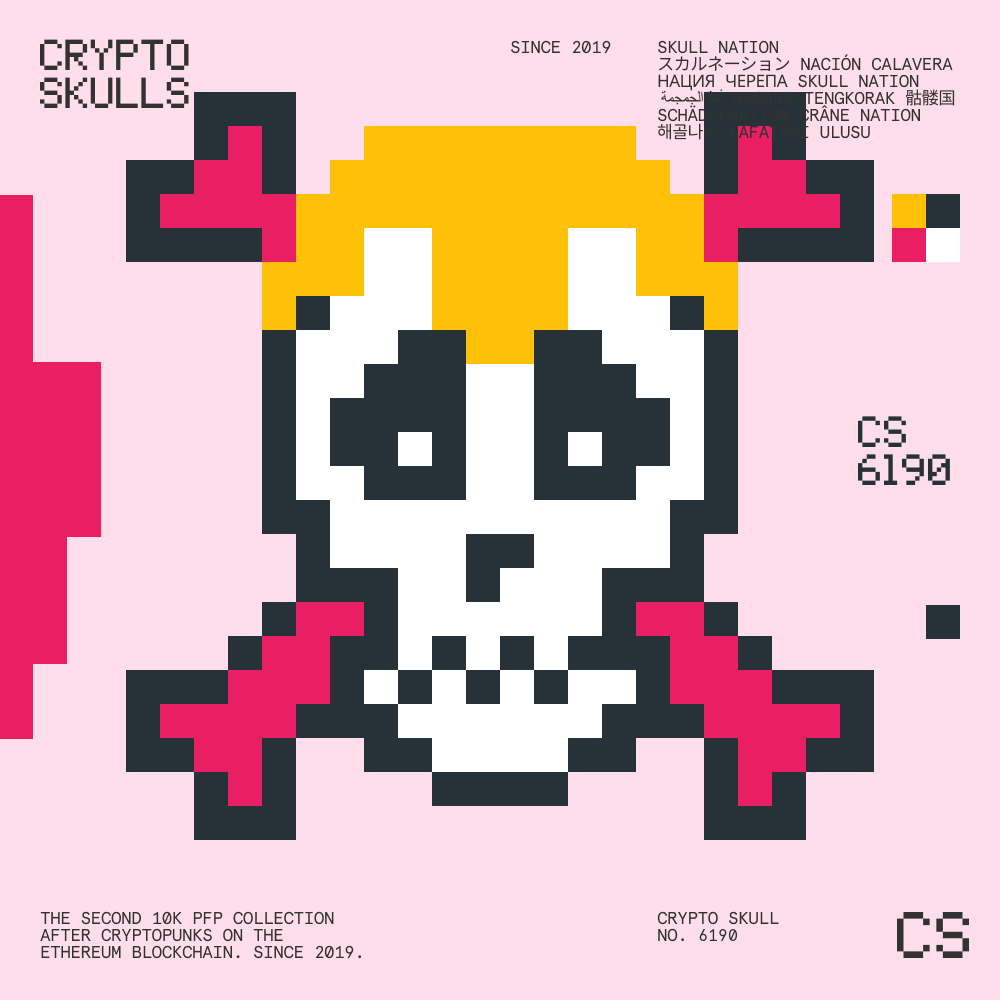 CRYPTO
SKULLS
SINCE 2019
SKULL NATION
スカルネーション NACIÓN CALAVERA
НАЦИЯ ЧЕРЕПА SKULL NATION
الجمجمة TENGKORAK 骷髅国
CRÂNE NATION
ULUSU
CS
6190
THE SECOND 10K PFP COLLECTION
AFTER CRYPTOPUNKS ON THE
ETHEREUM BLOCKCHAIN. SINCE 2019.
CRYPTO SKULL
NO. 6190
CS